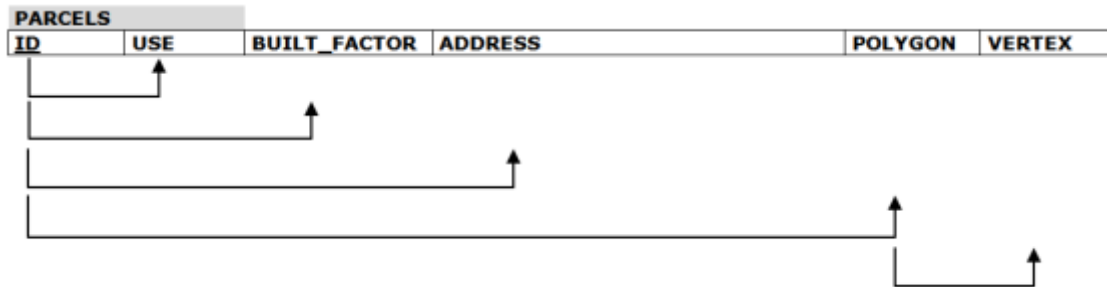 PARCELS
ID USE BUILT_FACTOR ADDRESS POLYGON VERTEX